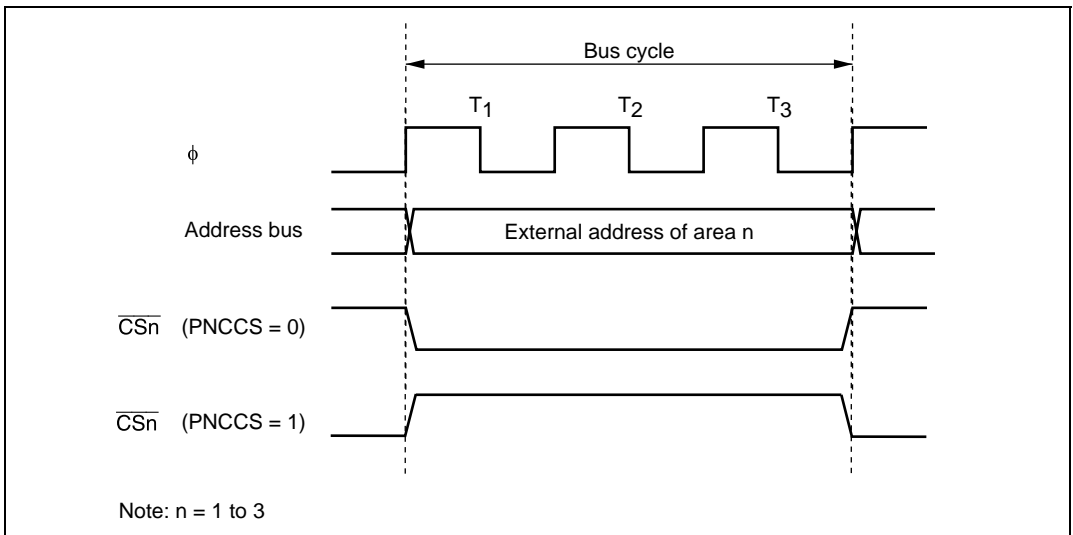 Bus cycle
T1 T2 T3
ϕ
Address bus External address of area n
CSn (PNCCS = 0)
CSn (PNCCS = 1)
Note: n = 1 to 3